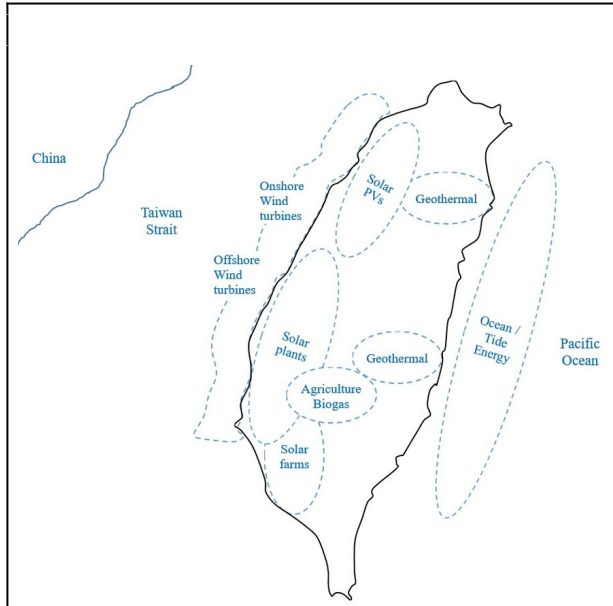 China
Taiwan
Strait
Onshore
Wind
turbines
Offshore
Wind
turbines
Solar
PVs
Geothermal
Solar
plants
Geothermal
Agriculture
Biogas
Solar
farms
Ocean /
Tide
Energy
Pacific
Ocean